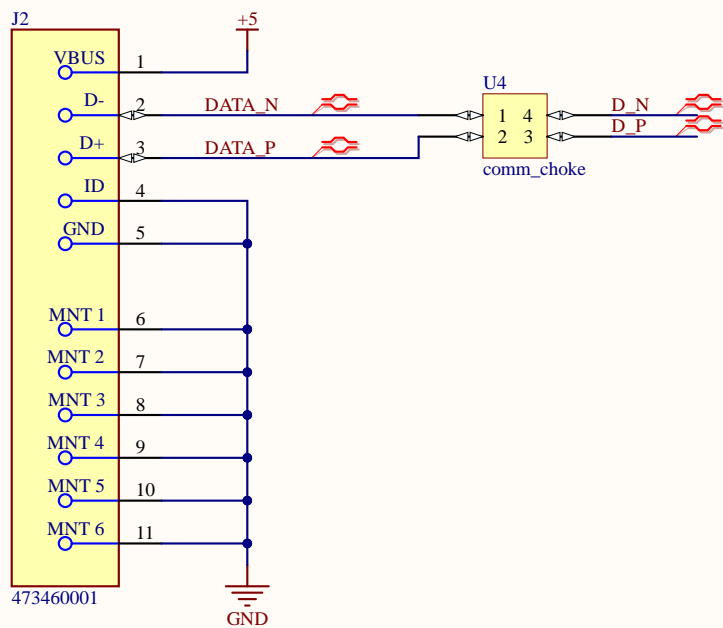 J2
+5
VBUS 1
D- 2 DATA_N
D+ 3 DATA_P
ID 4
GND 5
MNT 1 6
MNT 2 7
MNT 3 8
MNT 4 9
MNT 5 10
MNT 6 11
473460001
GND
U4
1 4 D_N
2 3 D_P
comm_choke